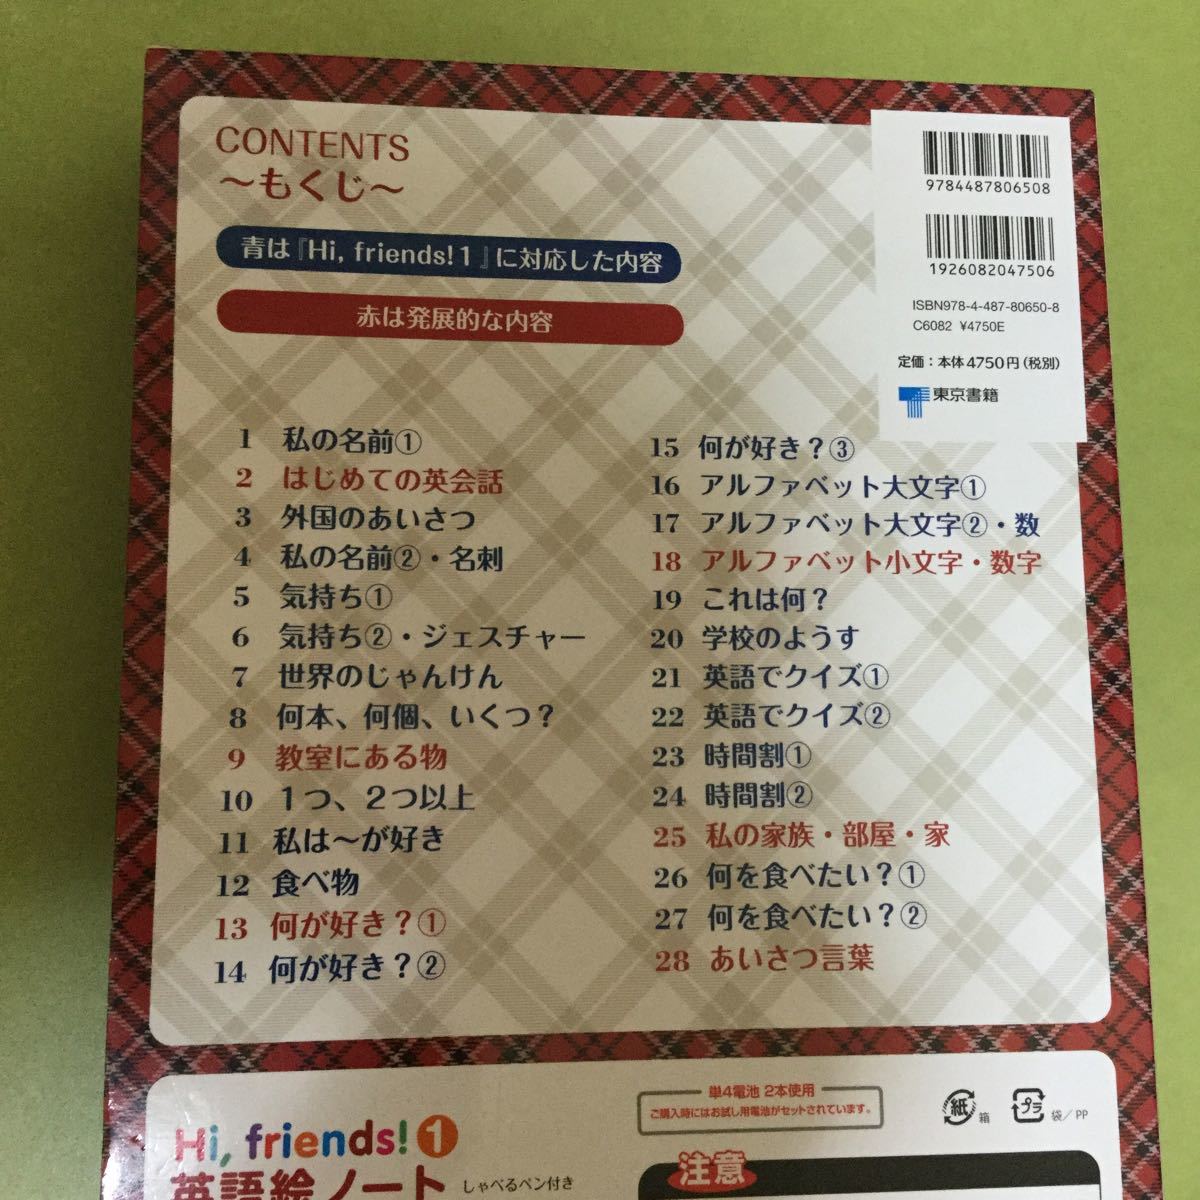 CONTENTS
～もくじ～
青は『Hi, friends! 1 』に対応した内容
赤は発展的な内容
9784487806508
1926082047506
ISBN978-4-487-80650-8
C6082 ¥4750E
定価：本体4750円（税別）
東京書籍
1 私の名前①
2 はじめての英会話
3 外国のあいさつ
4 私の名前②・名刺
5 気持ち①
6 気持ち②・ジェスチャー
7 世界のじゃんけん
8 何本、何個、いくつ？
9 教室にある物
10 １つ、２つ以上
11 私は～が好き
12 食べ物
13 何が好き？①
14 何が好き？②
15 何が好き？③
16 アルファベット大文字①
17 アルファベット大文字②・数
18 アルファベット小文字・数字
19 これは何？
20 学校のようす
21 英語でクイズ①
22 英語でクイズ②
23 時間割①
24 時間割②
25 私の家族・部屋・家
26 何を食べたい？①
27 何を食べたい？②
28 あいさつ言葉
単4電池 2本使用
ご購入時にはお試し用電池がセットされています。
紙 箱
プラ 袋／PP
Hi, friends! 1
英語絵ノート しゃべるペン付き
注意